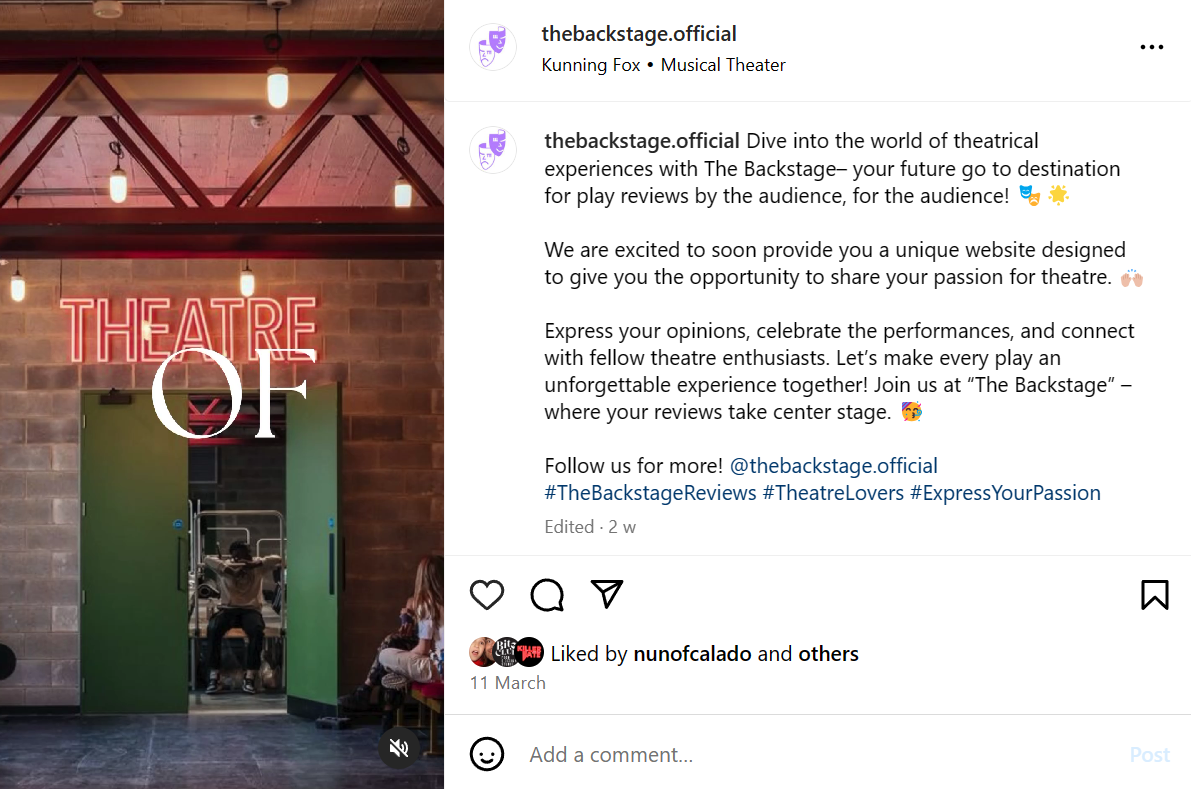 THEATRE
OF
thebackstage.official
Kunning Fox • Musical Theater
thebackstage.official Dive into the world of theatrical
experiences with The Backstage– your future go to destination
for play reviews by the audience, for the audience! 🎭 🌟
We are excited to soon provide you a unique website designed
to give you the opportunity to share your passion for theatre. 🙌🏻
Express your opinions, celebrate the performances, and connect
with fellow theatre enthusiasts. Let’s make every play an
unforgettable experience together! Join us at “The Backstage” –
where your reviews take center stage. 🥳
Follow us for more! @thebackstage.official
#TheBackstageReviews #TheatreLovers #ExpressYourPassion
Edited · 2 w
KILLER
Liked by nunofcalado and others
11 March
Add a comment...
Post